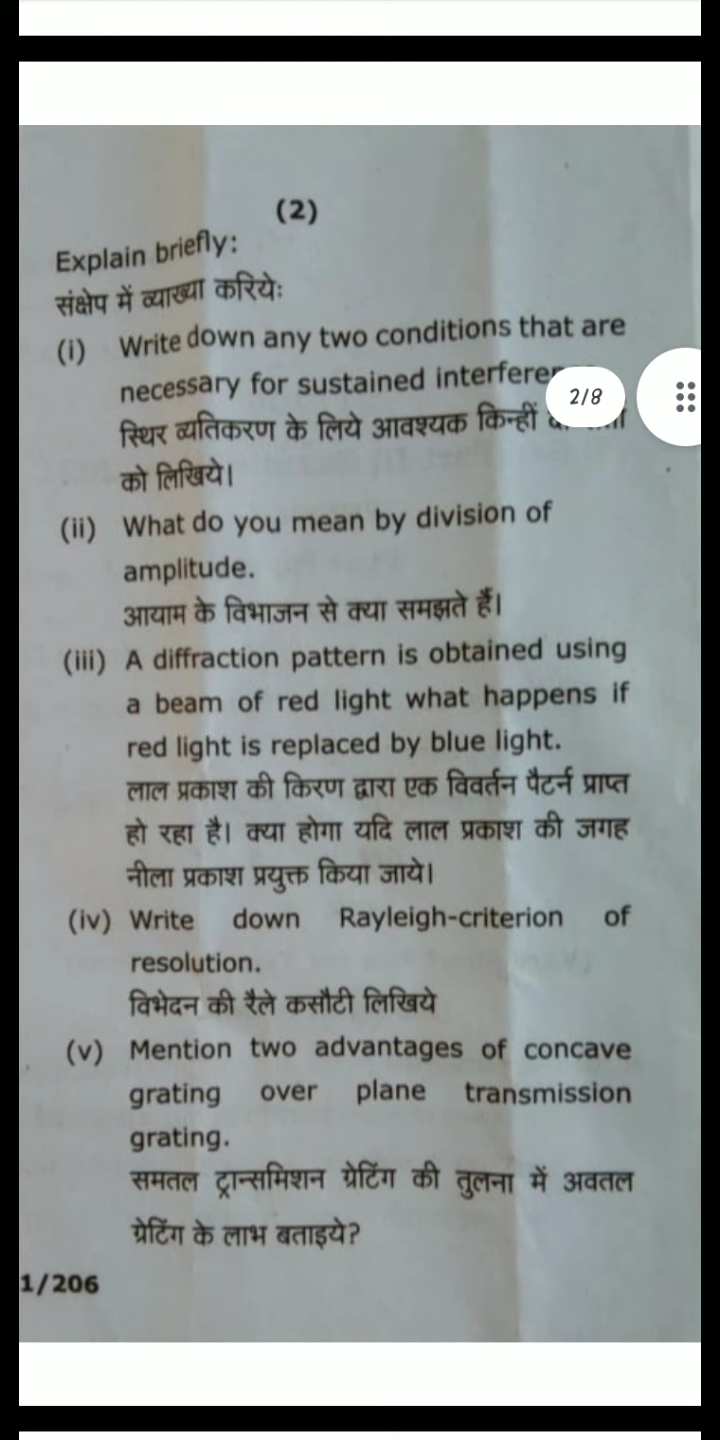 (2)
Explain briefly:
संक्षेप में व्याख्या करिये:
(i) Write down any two conditions that are
necessary for sustained
2/8
स्थिर व्यतिकरण के लिये आवश्यक किन्हीं
को लिखिये।
(ii) What do you mean by division of
amplitude.
आयाम के विभाजन से क्या समझते हैं।
(iii) A diffraction pattern is obtained using
a beam of red light what happens if
red light is replaced by blue light.
लाल प्रकाश की किरण द्वारा एक विवर्तन पैटर्न प्राप्त
हो रहा है। क्या होगा यदि लाल प्रकाश की जगह
नीला प्रकाश प्रयुक्त किया जाये।
(iv) Write down Rayleigh-criterion of
resolution.
विभेदन की रैले कसौटी लिखिये
(v) Mention two advantages of concave
grating over plane transmission
grating.
समतल ट्रान्समिशन ग्रेटिंग की तुलना में अवतल
ग्रेटिंग के लाभ बताइये?
1/206